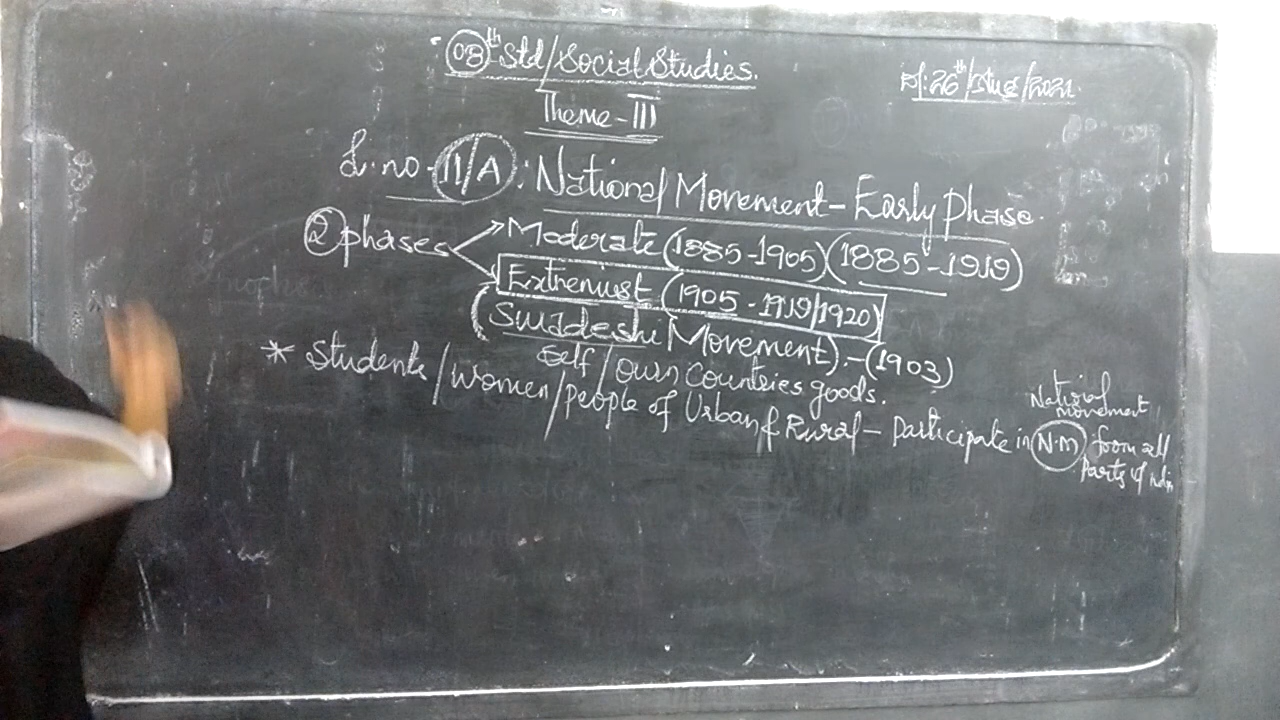 08th Std/Social Studies.
D/: 26th/Aug/2021.
Theme-III
L.no-11/A: National Movement-Early Phase.
2 phases Moderate (1885-1905) (1885-1919)
Extremist (1905-1919/1920)
(Swadeshi Movement).-(1903)
Self/own Countries goods.
* Students/women/people of Urban & Rural - participate in N.M from all parts of India
National movement